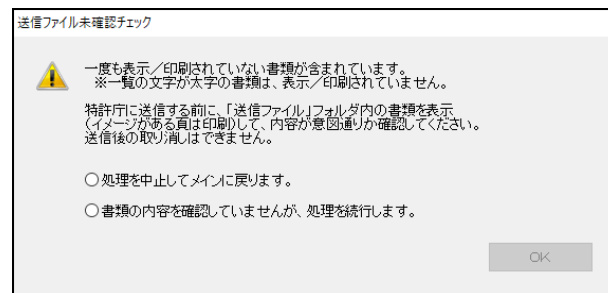 送信ファイル未確認チェック
一度も表示／印刷されていない書類が含まれています。
※一覧の文字が太字の書類は、表示／印刷されていません。
特許庁に送信する前に、「送信ファイル」フォルダ内の書類を表示
(イメージがある頁は印刷)して、内容が意図通りか確認してください。
送信後の取り消しはできません。
処理を中止してメインに戻ります。
書類の内容を確認していませんが、処理を続行します。
OK